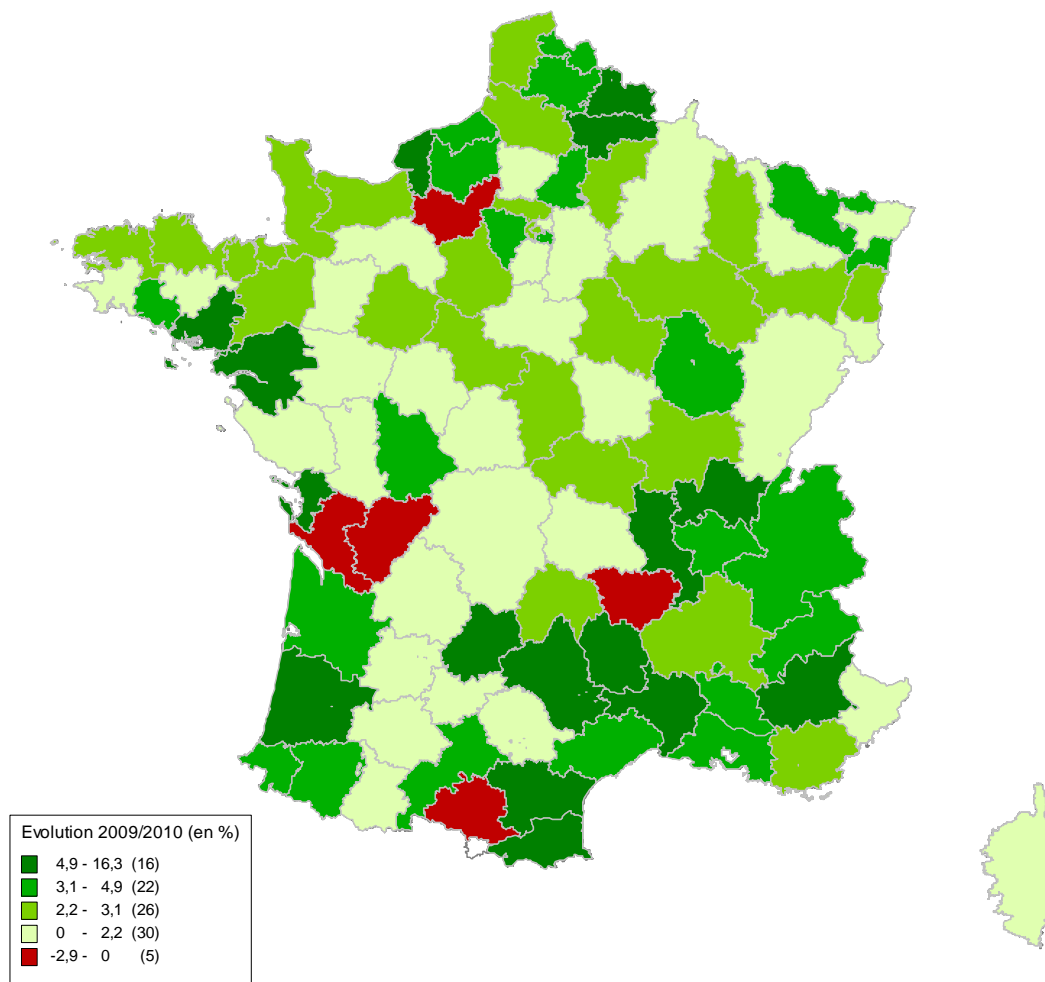 Evolution 2009/2010 (en %)
4,9 - 16,3 (16)
3,1 - 4,9 (22)
2,2 - 3,1 (26)
0 - 2,2 (30)
-2,9 - 0 (5)